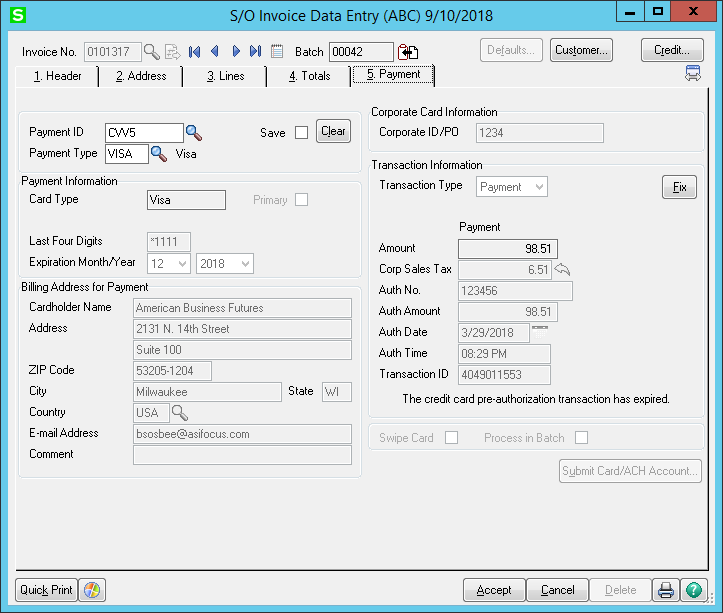 S/O Invoice Data Entry (ABC) 9/10/2018
Invoice No. 0101317 Batch 00042 Defaults... Customer... Credit...
1. Header 2. Address 3. Lines 4. Totals 5. Payment
Payment ID CVV5 Save Clear
Payment Type VISA Visa
Payment Information
Card Type Visa Primary
Last Four Digits *1111
Expiration Month/Year 12 2018
Billing Address for Payment
Cardholder Name American Business Futures
Address 2131 N. 14th Street
Suite 100
ZIP Code 53205-1204
City Milwaukee State WI
Country USA
E-mail Address bsosbee@asifocus.com
Comment
Corporate Card Information
Corporate ID/PO 1234
Transaction Information
Transaction Type Payment Fix
Payment
Amount 98.51
Corp Sales Tax 6.51
Auth No. 123456
Auth Amount 98.51
Auth Date 3/29/2018
Auth Time 08:29 PM
Transaction ID 4049011553
The credit card pre-authorization transaction has expired.
Swipe Card Process in Batch
Submit Card/ACH Account...
Quick Print Accept Cancel Delete